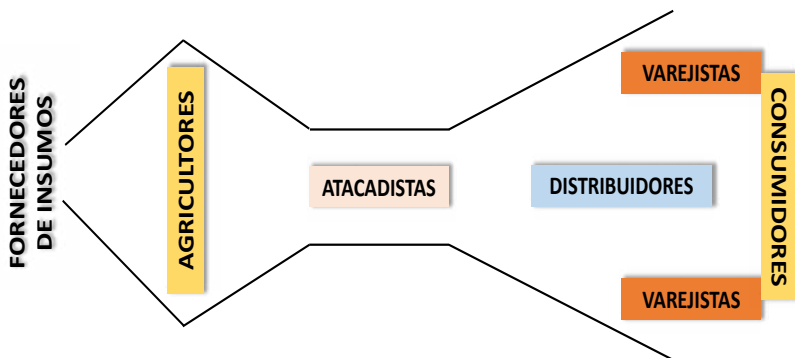 FORNECEDORES
DE INSUMOS
AGRICULTORES
ATACADISTAS
DISTRIBUIDORES
VAREJISTAS
VAREJISTAS
CONSUMIDORES